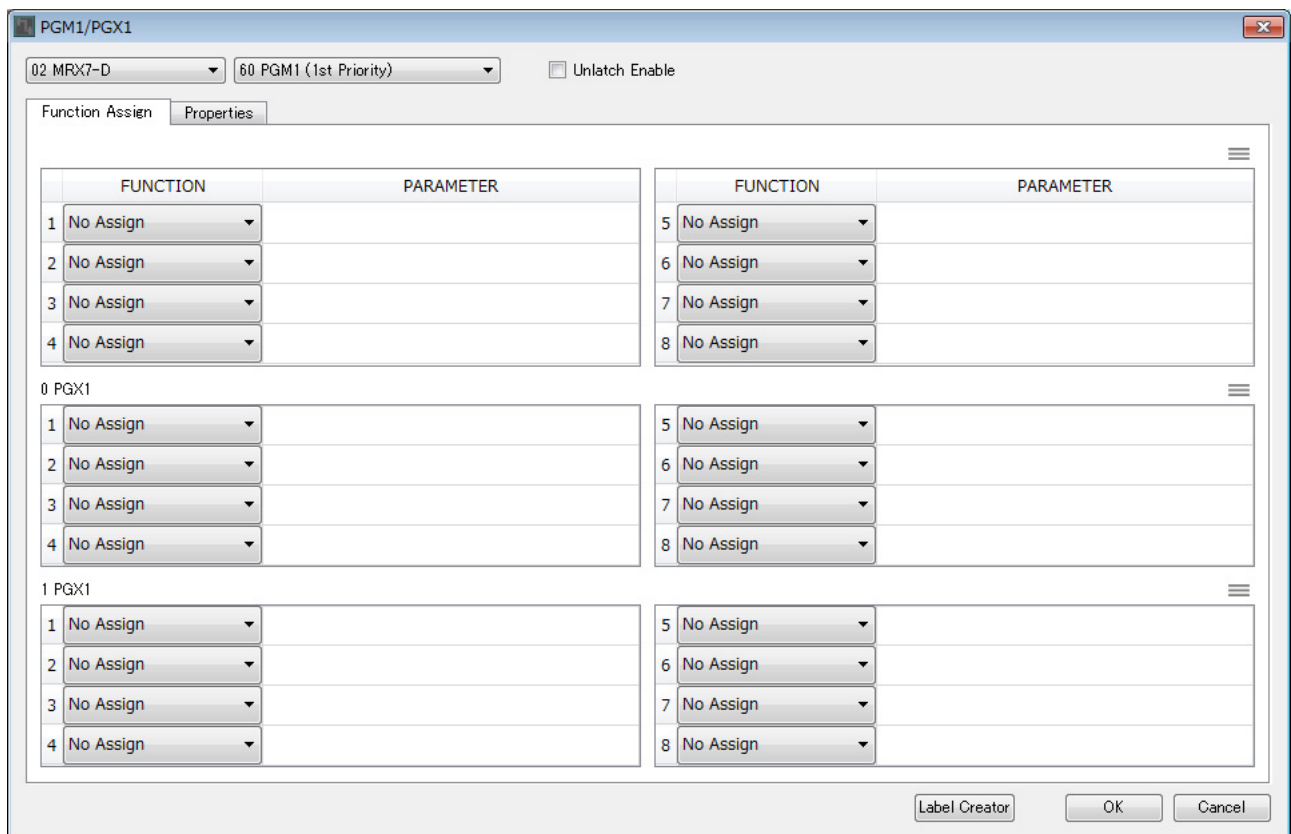 PGM1/PGX1
02 MRX7-D 60 PGM1 (1st Priority) Unlatch Enable
Function Assign Properties
FUNCTION PARAMETER FUNCTION PARAMETER
1 No Assign 5 No Assign
2 No Assign 6 No Assign
3 No Assign 7 No Assign
4 No Assign 8 No Assign
0 PGX1
1 No Assign 5 No Assign
2 No Assign 6 No Assign
3 No Assign 7 No Assign
4 No Assign 8 No Assign
1 PGX1
1 No Assign 5 No Assign
2 No Assign 6 No Assign
3 No Assign 7 No Assign
4 No Assign 8 No Assign
Label Creator OK Cancel